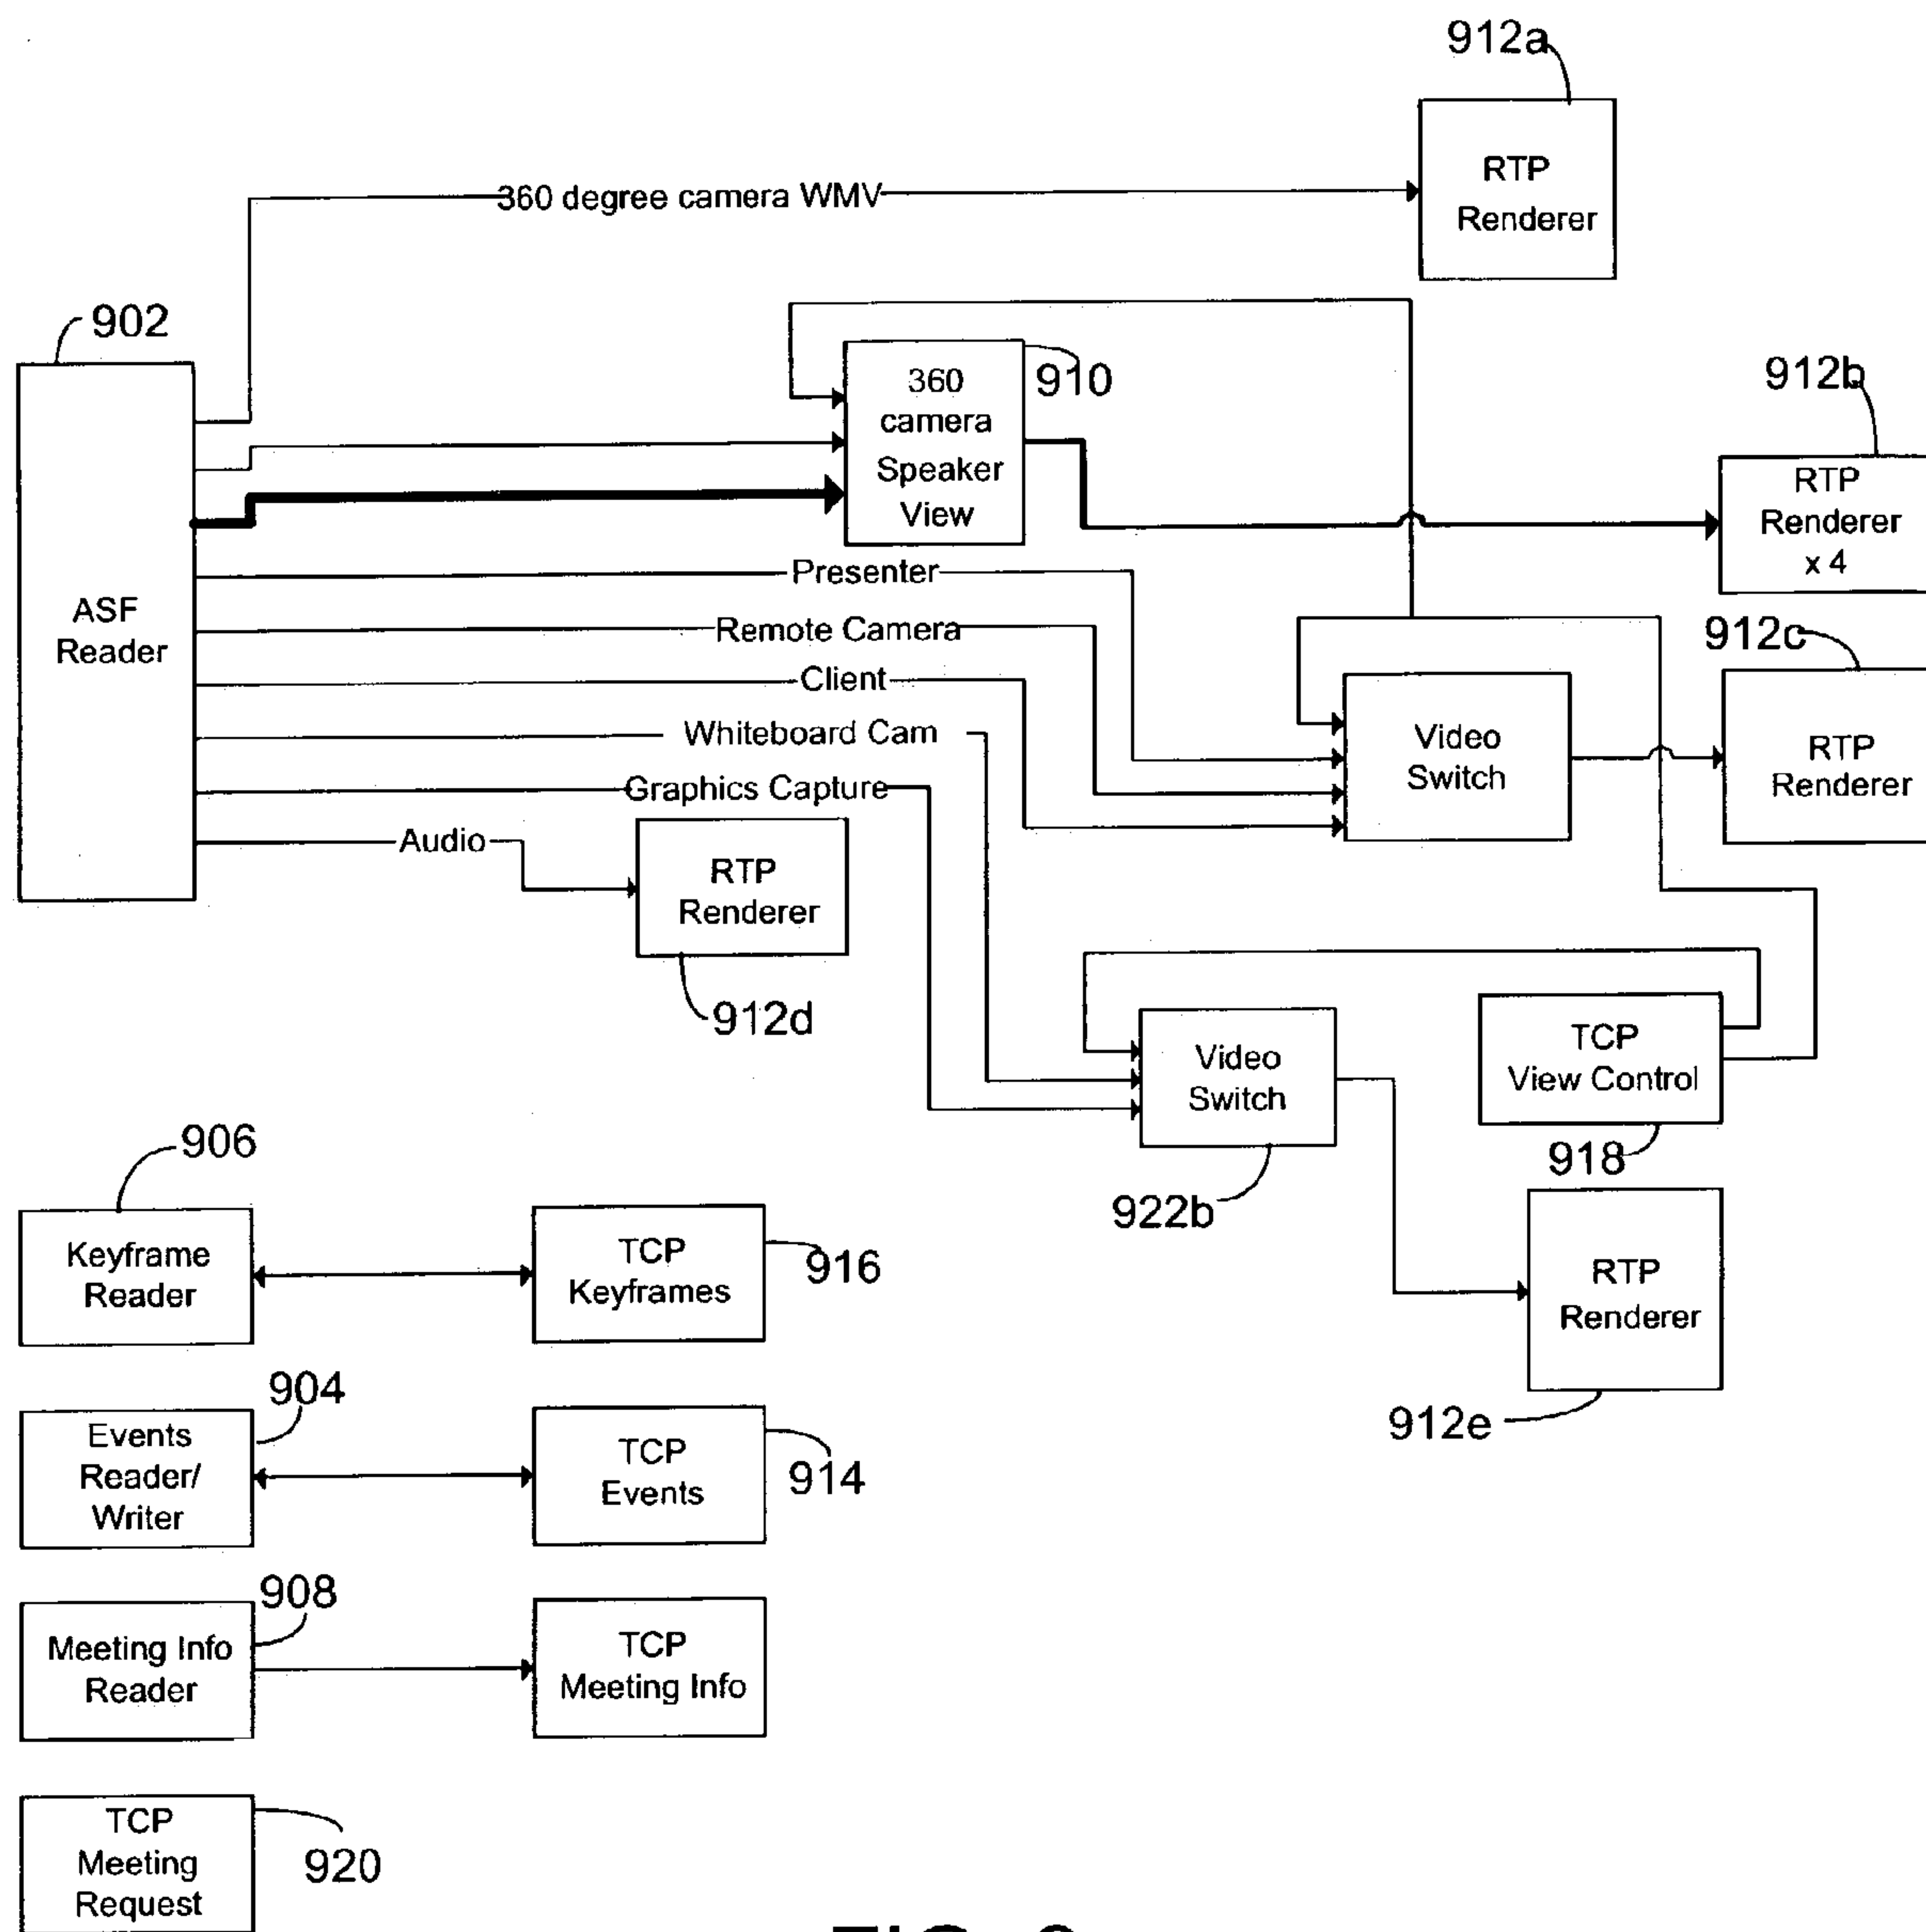 912a
RTP
Renderer
360 degree camera WMV
902
ASF
Reader
360
camera
Speaker
View
910
912b
RTP
Renderer
x 4
Presenter
Remote Camera
Client
Whiteboard Cam
Graphics Capture
Audio
912c
Video
Switch
RTP
Renderer
RTP
Renderer
912d
Video
Switch
922b
TCP
View Control
918
RTP
Renderer
912e
906
Keyframe
Reader
TCP
Keyframes
916
904
Events
Reader/
Writer
TCP
Events
914
908
Meeting Info
Reader
TCP
Meeting Info
TCP
Meeting
Request
920